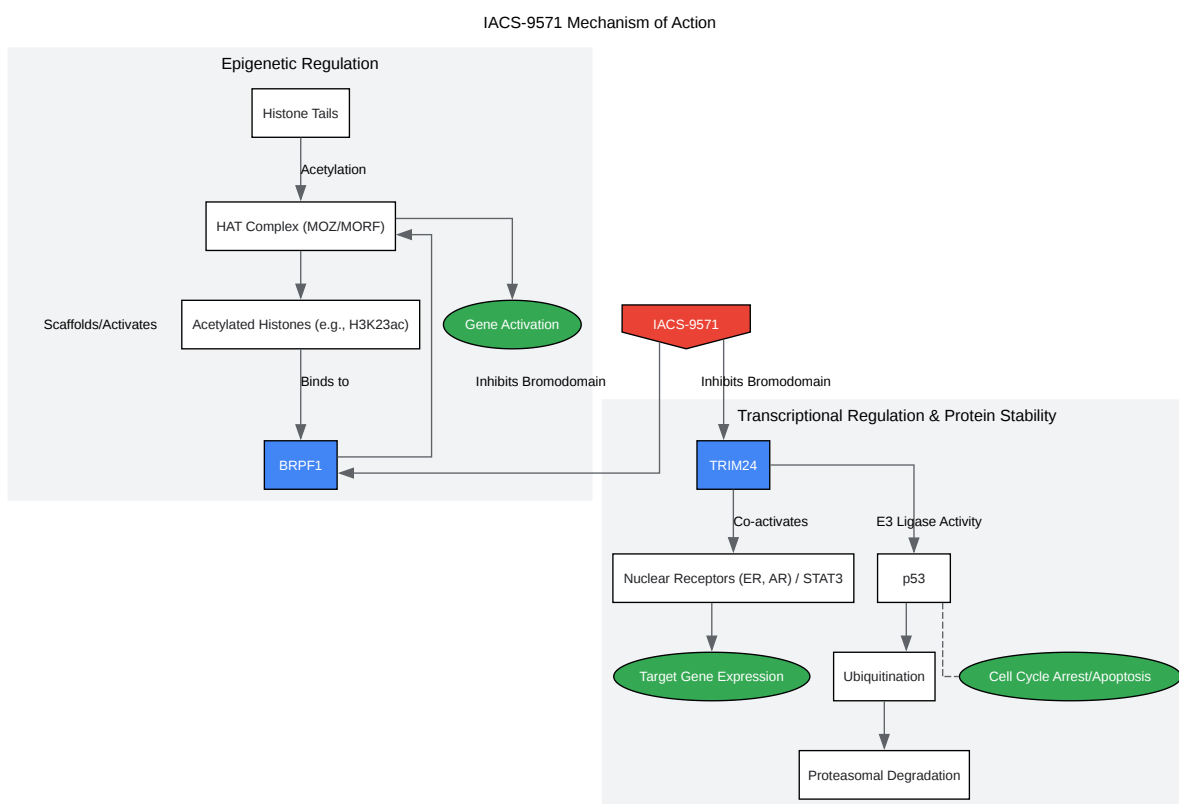 IACS-9571 Mechanism of Action
Epigenetic Regulation
Histone Tails
Acetylation
HAT Complex (MOZ/MORF)
Scaffolds/Activates
Acetylated Histones (e.g., H3K23ac)
Gene Activation
IACS-9571
Binds to
Inhibits Bromodomain
Inhibits Bromodomain
Transcriptional Regulation & Protein Stability
BRPF1
TRIM24
Co-activates
E3 Ligase Activity
Nuclear Receptors (ER, AR) / STAT3
p53
Target Gene Expression
Ubiquitination
Cell Cycle Arrest/Apoptosis
Proteasomal Degradation